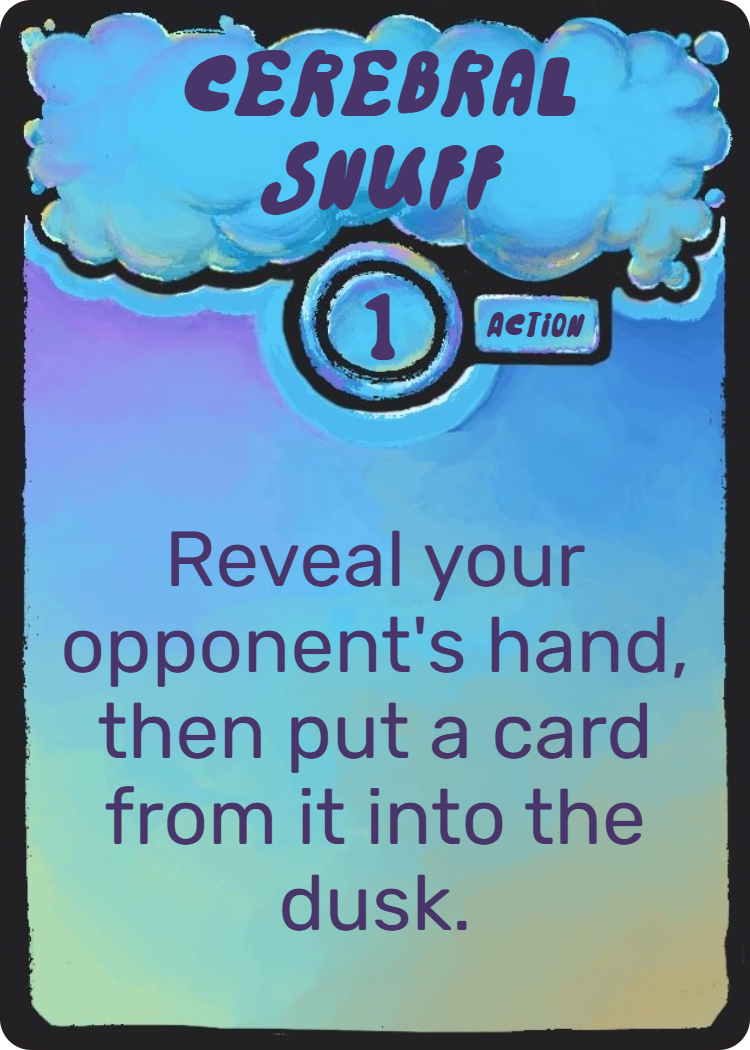 CEREBRAL
SNUFF
1
ACTION
Reveal your
opponent's hand,
then put a card
from it into the
dusk.